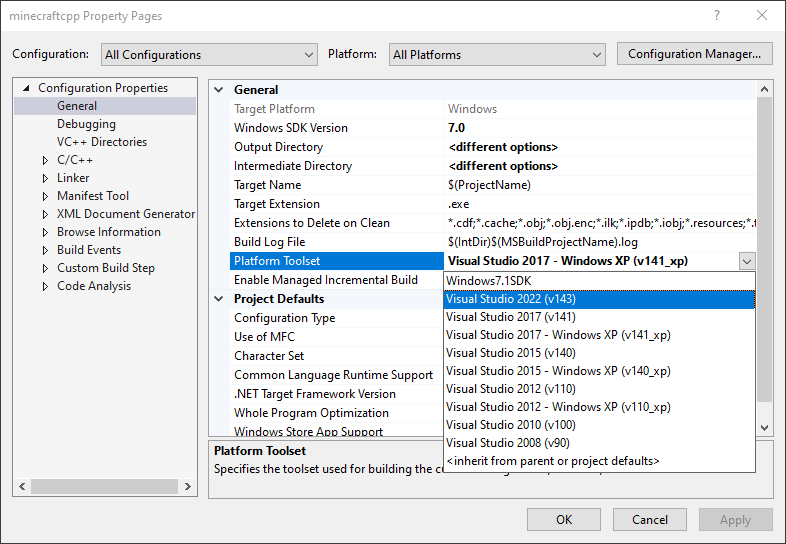 minecraftcpp Property Pages
Configuration: All Configurations Platform: All Platforms Configuration Manager...
Configuration Properties
General
Debugging
VC++ Directories
C/C++
Linker
Manifest Tool
XML Document Generator
Browse Information
Build Events
Custom Build Step
Code Analysis
General
Target Platform Windows
Windows SDK Version 7.0
Output Directory <different options>
Intermediate Directory <different options>
Target Name $(ProjectName)
Target Extension .exe
Extensions to Delete on Clean *.cdf;*.cache;*.obj;*.obj.enc;*.ilk;*.ipdb;*.iobj;*.resources;*.t
Build Log File $(IntDir)$(MSBuildProjectName).log
Platform Toolset Visual Studio 2017 - Windows XP (v141_xp)
Enable Managed Incremental Build
Project Defaults
Configuration Type
Use of MFC
Character Set
Common Language Runtime Support
.NET Target Framework Version
Whole Program Optimization
Windows Store App Support
Windows7.1SDK
Visual Studio 2022 (v143)
Visual Studio 2017 (v141)
Visual Studio 2017 - Windows XP (v141_xp)
Visual Studio 2015 (v140)
Visual Studio 2015 - Windows XP (v140_xp)
Visual Studio 2012 (v110)
Visual Studio 2012 - Windows XP (v110_xp)
Visual Studio 2010 (v100)
Visual Studio 2008 (v90)
<inherit from parent or project defaults>
Platform Toolset
Specifies the toolset used for building the
OK Cancel Apply